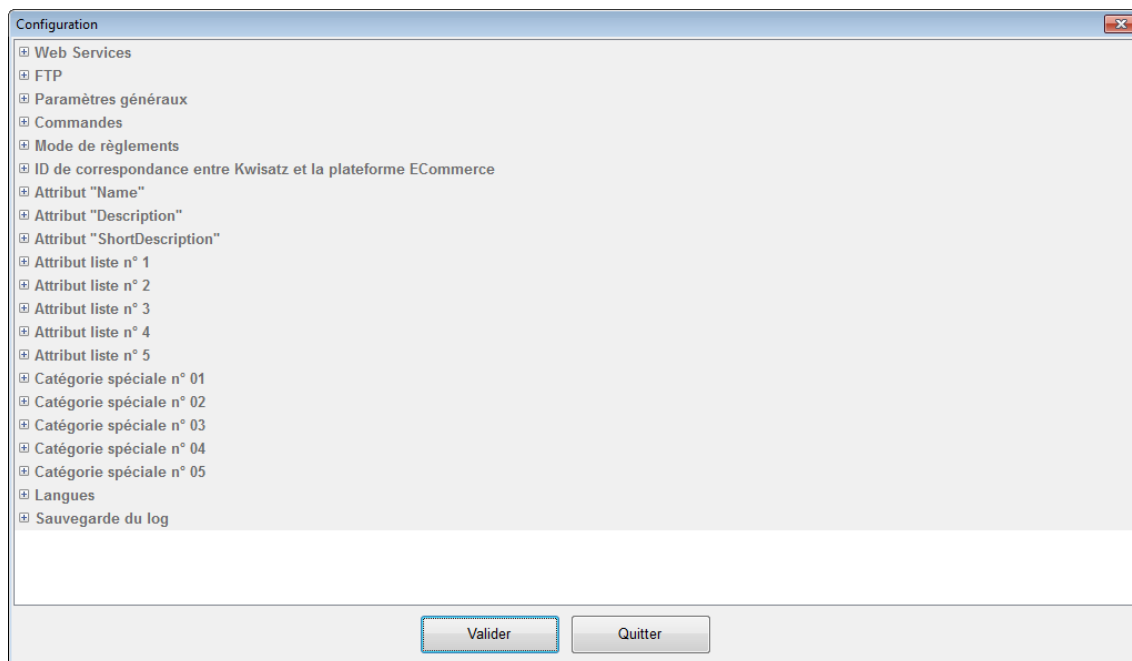 Configuration
Web Services
FTP
Paramètres généraux
Commandes
Mode de règlements
ID de correspondance entre Kwisatz et la plateforme ECommerce
Attribut "Name"
Attribut "Description"
Attribut "ShortDescription"
Attribut liste n° 1
Attribut liste n° 2
Attribut liste n° 3
Attribut liste n° 4
Attribut liste n° 5
Catégorie spéciale n° 01
Catégorie spéciale n° 02
Catégorie spéciale n° 03
Catégorie spéciale n° 04
Catégorie spéciale n° 05
Langues
Sauvegarde du log
Valider Quitter